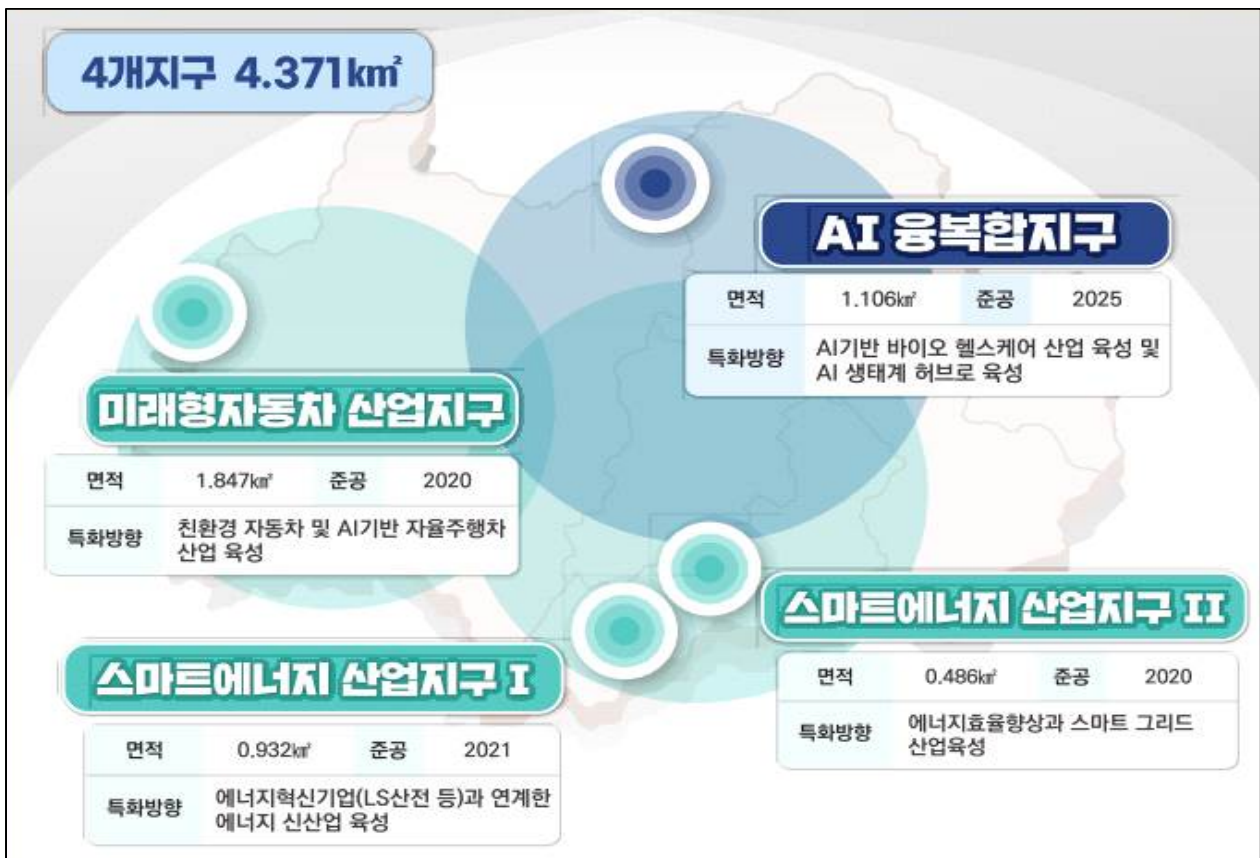 4개지구 4.371㎢
AI 융복합지구
면적 1.106㎢ 준공 2025
특화방향 AI기반 바이오 헬스케어 산업 육성 및
AI 생태계 허브로 육성
미래형자동차 산업지구
면적 1.847㎢ 준공 2020
특화방향 친환경 자동차 및 AI기반 자율주행차
산업 육성
스마트에너지 산업지구 II
면적 0.486㎢ 준공 2020
특화방향 에너지효율향상과 스마트 그리드
산업육성
스마트에너지 산업지구 I
면적 0.932㎢ 준공 2021
특화방향 에너지혁신기업(LS산전 등)과 연계한
에너지 신산업 육성